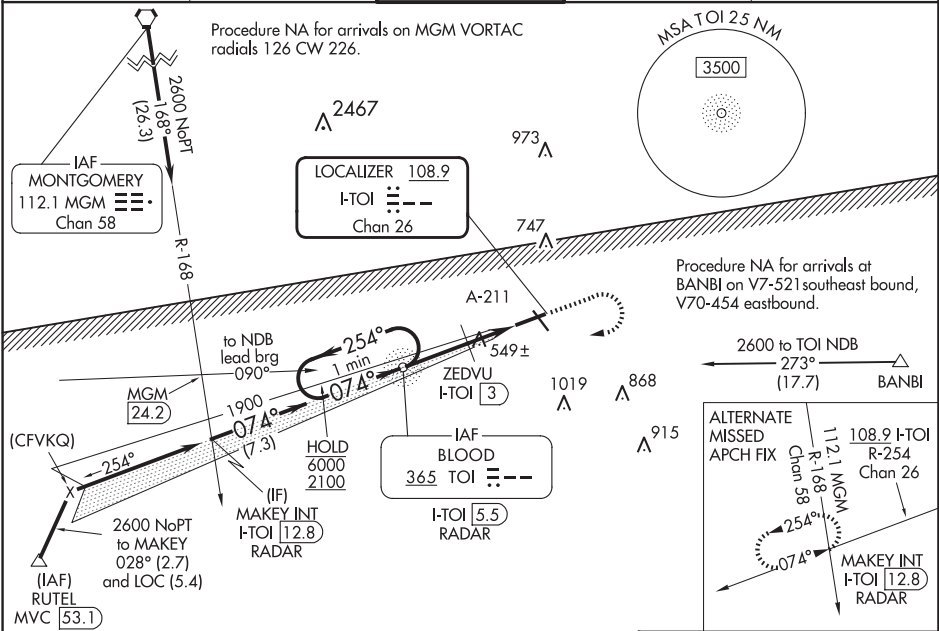 Procedure NA for arrivals on MGM VORTAC
radials 126 CW 226.
MSA TOI 25 NM
3500
2600 NoPT
168°
(26.3)
2467
973
IAF
MONTGOMERY
112.1 MGM
Chan 58
LOCALIZER 108.9
I-TOI
Chan 26
R-168
747
Procedure NA for arrivals at
BANBI on V7-521 southeast bound,
V70-454 eastbound.
A-211
to NDB
lead brg
090°
254°
1 min
074°
549±
ZEDVU
I-TOI 3
2600 to TOI NDB
273°
(17.7)
BANBI
MGM
24.2
1900
074°
(7.3)
1019
868
915
(CFVKQ)
254°
HOLD
6000
2100
IAF
BLOOD
365 TOI
I-TOI 5.5
RADAR
(IF)
MAKEY INT
I-TOI 12.8
RADAR
2600 NoPT
to MAKEY
028° (2.7)
and LOC (5.4)
(IAF)
RUTEL
MVC 53.1
ALTERNATE
MISSED
APCH FIX
112.1 MGM
R-168
Chan 58
108.9 I-TOI
R-254
Chan 26
254°
074°
MAKEY INT
I-TOI 12.8
RADAR